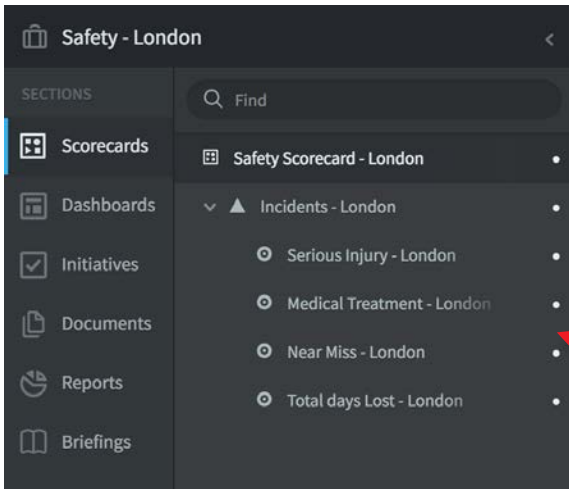 Safety - London
SECTIONS
Scorecards
Dashboards
Initiatives
Documents
Reports
Briefings
Find
Safety Scorecard - London
Incidents - London
Serious Injury - London
Medical Treatment - London
Near Miss - London
Total days Lost - London